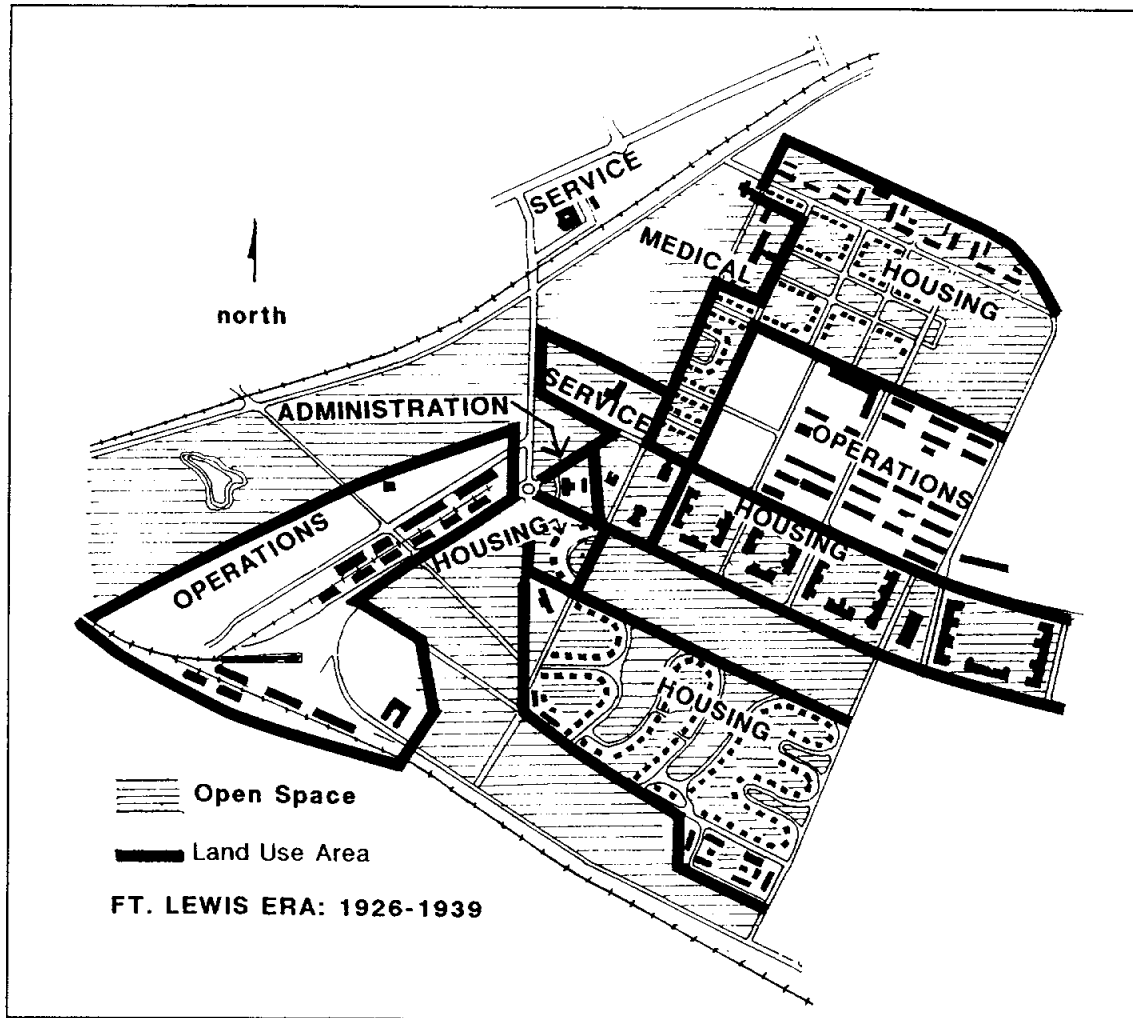 SERVICE
MEDICAL
HOUSING
north
SERVICE
ADMINISTRATION
OPERATIONS
HOUSING
OPERATIONS
HOUSING
HOUSING
Open Space
Land Use Area
FT. LEWIS ERA: 1926-1939